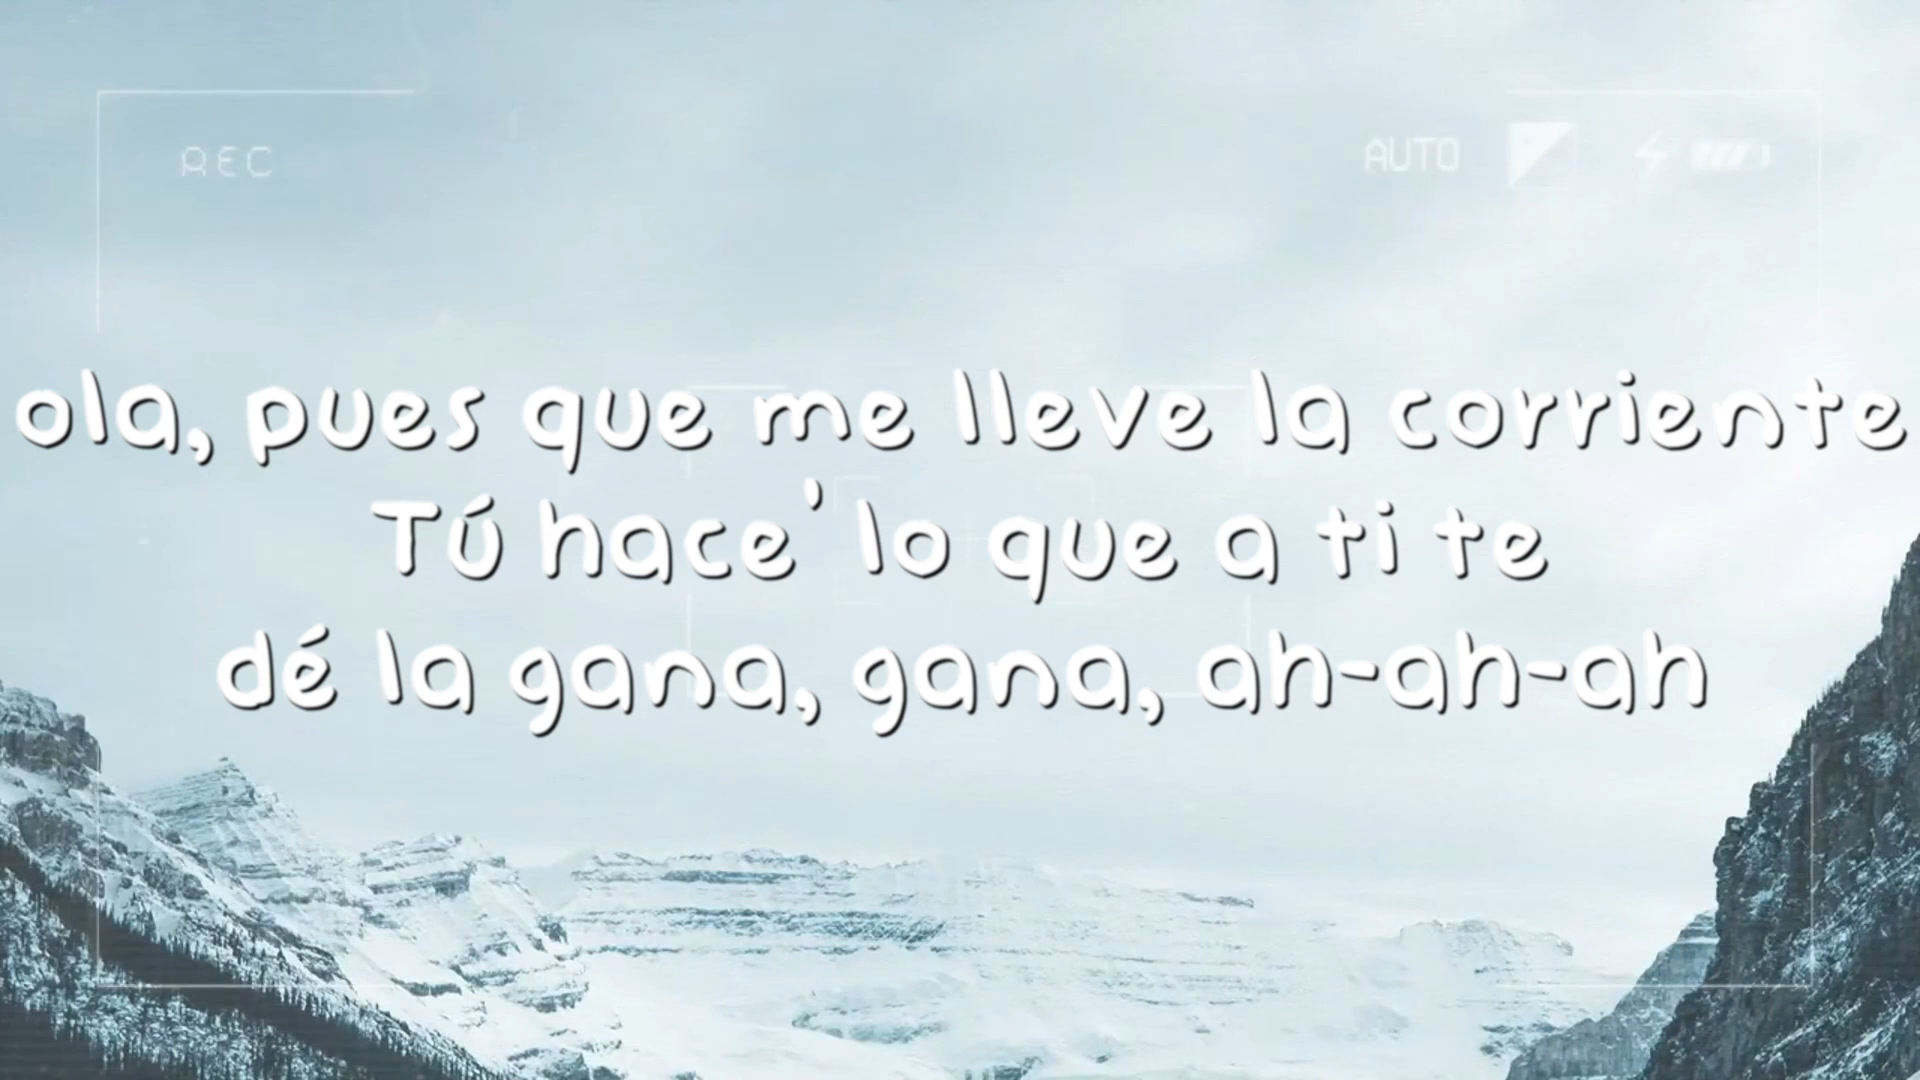 REC
AUTO
ola, pues que me lleve la corriente
Tú hace' lo que a ti te
dé la gana, gana, ah-ah-ah